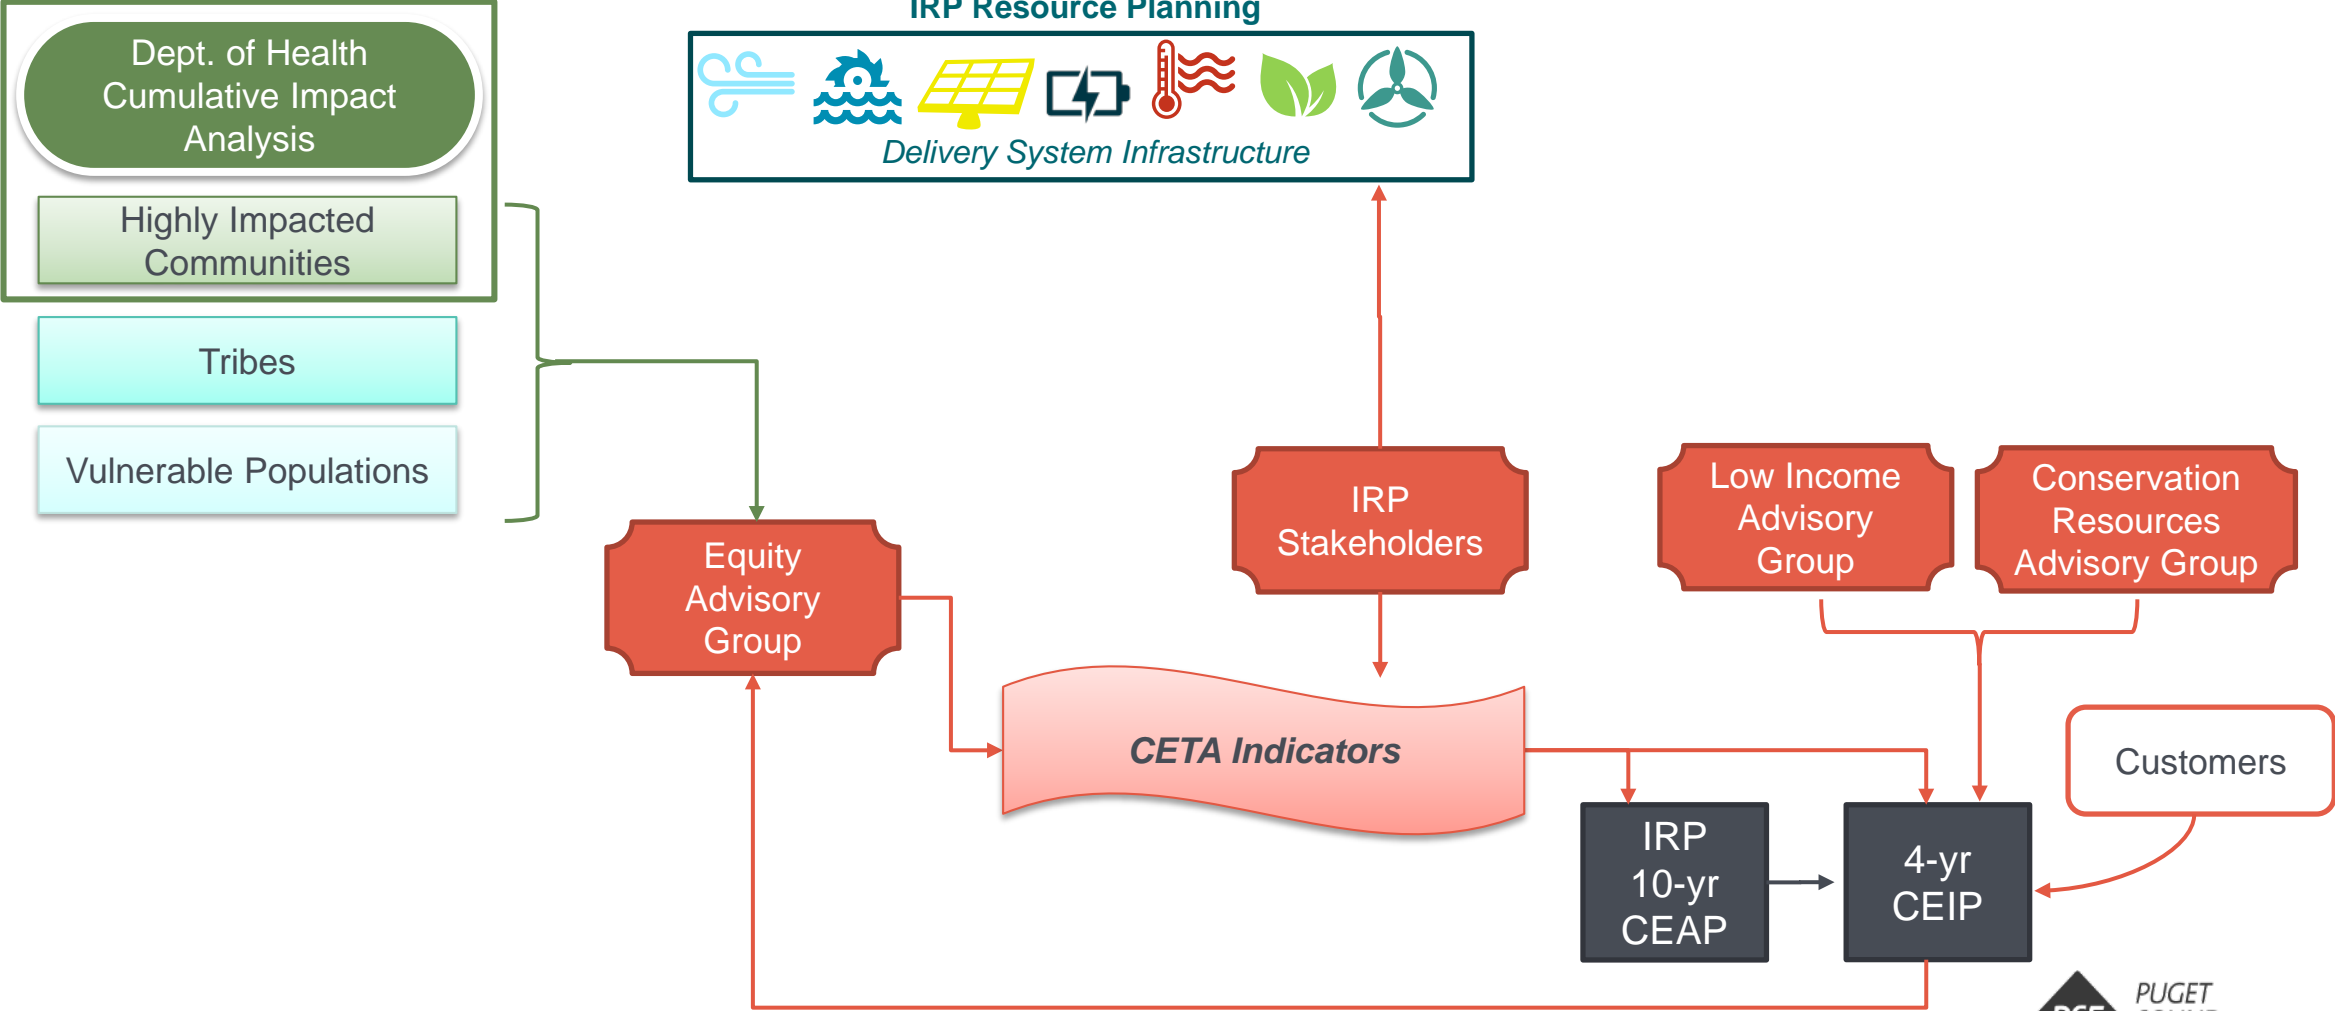 IRP Resource Planning
Dept. of Health
Cumulative Impact
Analysis
Delivery System Infrastructure
Highly Impacted
Communities
Tribes
Vulnerable Populations
Equity
Advisory
Group
IRP
Stakeholders
Low Income
Advisory
Group
Conservation
Resources
Advisory Group
CETA Indicators
Customers
IRP
10-yr
CEAP
4-yr
CEIP
PUGET